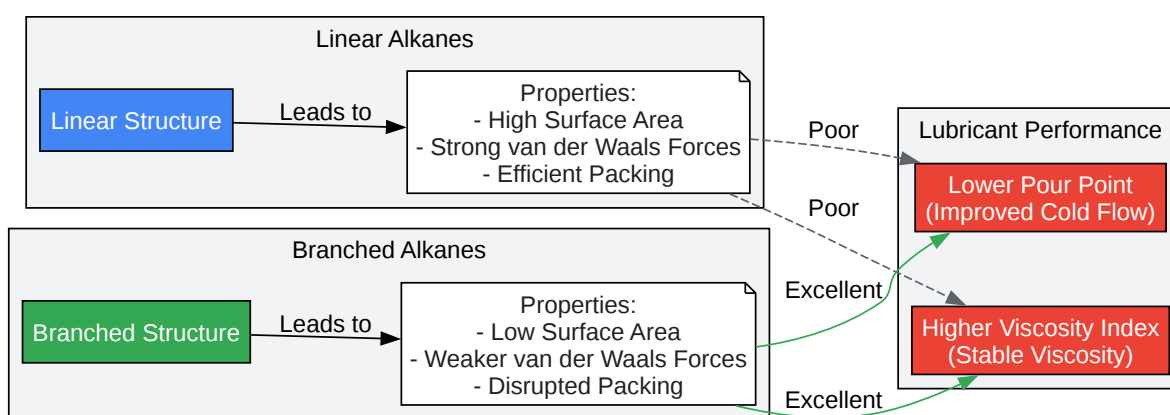 Linear Alkanes
Linear Structure
Leads to
Properties:
- High Surface Area
- Strong van der Waals Forces
- Efficient Packing
Poor
Poor
Branched Alkanes
Branched Structure
Leads to
Properties:
- Low Surface Area
- Weaker van der Waals Forces
- Disrupted Packing
Excellent
Excellent
Lubricant Performance
Lower Pour Point
(Improved Cold Flow)
Higher Viscosity Index
(Stable Viscosity)